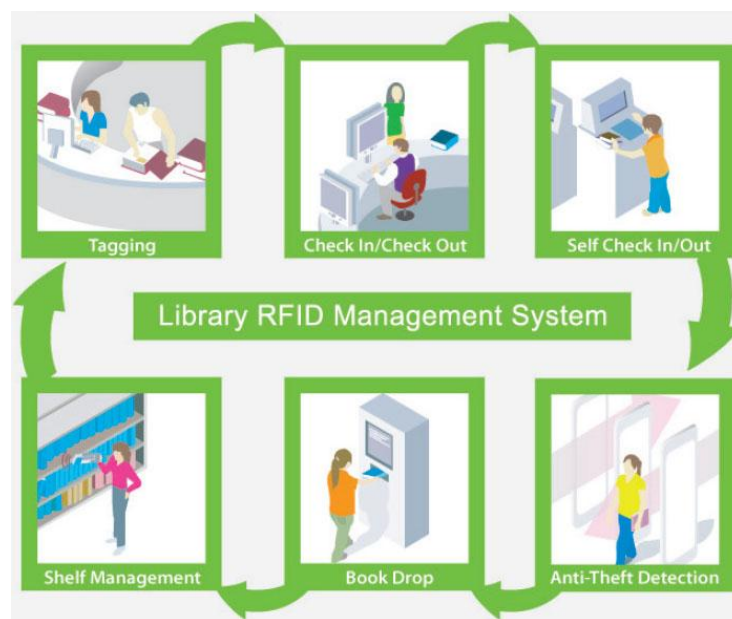 Tagging
Check In/Check Out
Self Check In/Out
Library RFID Management System
Shelf Management
Book Drop
Anti-Theft Detection